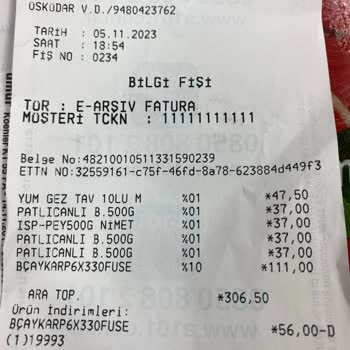 ÜSKÜDAR V.D./9480423762
TARİH : 05.11.2023
SAAT : 18:54
FİŞ NO : 0234
BİLGİ FİŞİ
TÜR : E-ARŞİV FATURA
MÜŞTERİ TCKN : 11111111111
Belge No:48210010511331590239
ETTN NO:32559161-c75f-46fd-8a78-623884d449f3
YUM GEZ TAV 10LU M %01 *47,50
PATLICANLI B.500G %01 *37,00
ISP-PEY500G NİMET %01 *37,00
PATLICANLI B.500G %01 *37,00
PATLICANLI B.500G %01 *37,00
BÇAYKARP6X330FUSE %10 *111,00
ARA TOP. *306,50
Ürün İndirimleri:
BÇAYKARP6X330FUSE *56,00-D
(1)19993